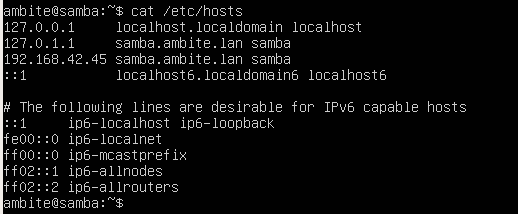 ambite@samba:~$ cat /etc/hosts
127.0.0.1      localhost.localdomain localhost
127.0.1.1      samba.ambite.lan samba
192.168.42.45 samba.ambite.lan samba
::1            localhost6.localdomain6 localhost6

# The following lines are desirable for IPv6 capable hosts
::1     ip6-localhost ip6-loopback
fe00::0 ip6-localnet
ff00::0 ip6-mcastprefix
ff02::1 ip6-allnodes
ff02::2 ip6-allrouters
ambite@samba:~$